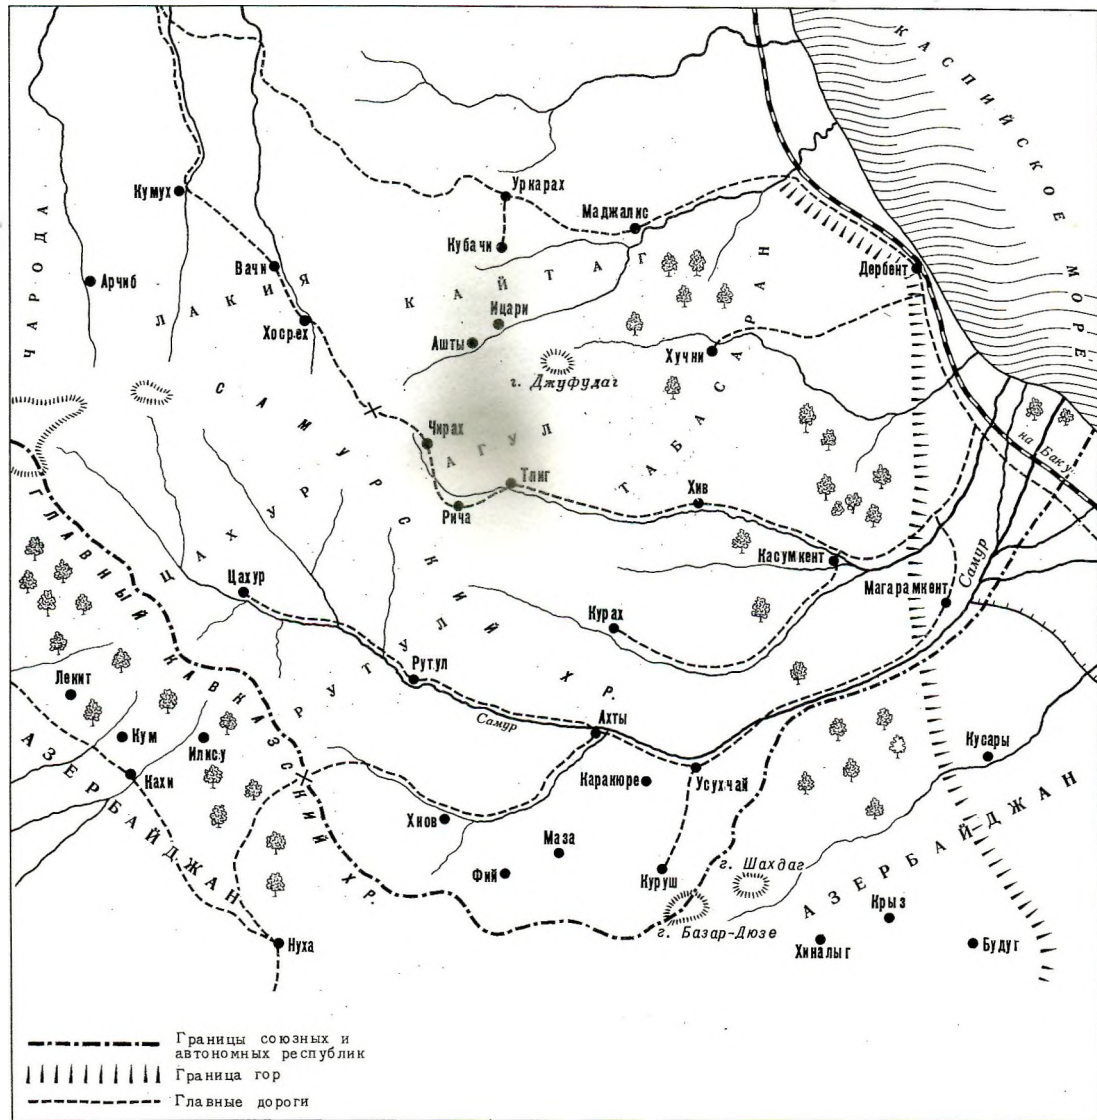 КАСПИЙСКОЕ МОРЕ
Кумух
Уркарах
Маджалис
ЧАРОДА
Кубачи
Вачи
Арчиб
Дербент
ЛАКИЯ
КАЙТАГ
Ицари
Хосрех
Ашты
Хучни
г. Джуфудаг
ТАБАСАРАН
САМУРСКИЙ ХР.
Чирах
АГУЛ
на Баку
Тпиг
Рича
Хив
ГЛАВНЫЙ КАВКАЗСКИЙ ХР.
ЦАХУР
Касумкент
Цахур
Магарамкент
Самур
Курах
РУТУЛ
Рутул
Лекит
Самур
Ахты
Кум
Илису
Кусары
Кахи
Каракюре
Усухчай
АЗЕРБАЙДЖАН
Хнов
Маза
Фий
Куруш
г. Шахдаг
АЗЕРБАЙДЖАН
Крыз
г. Базар-Дюзе
Нуха
Хиналыг
Будуг
Границы союзных и
автономных республик
Граница гор
Главные дороги